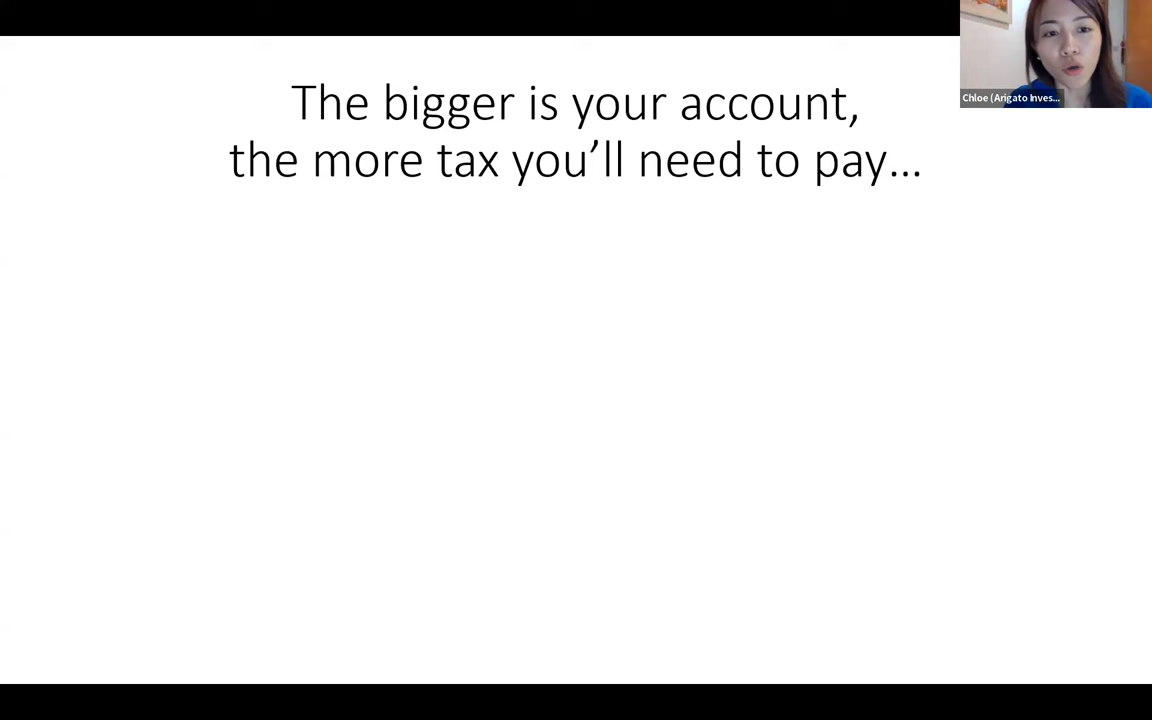 The bigger is your account,
the more tax you’ll need to pay…
Chloe (Arigato Inves...